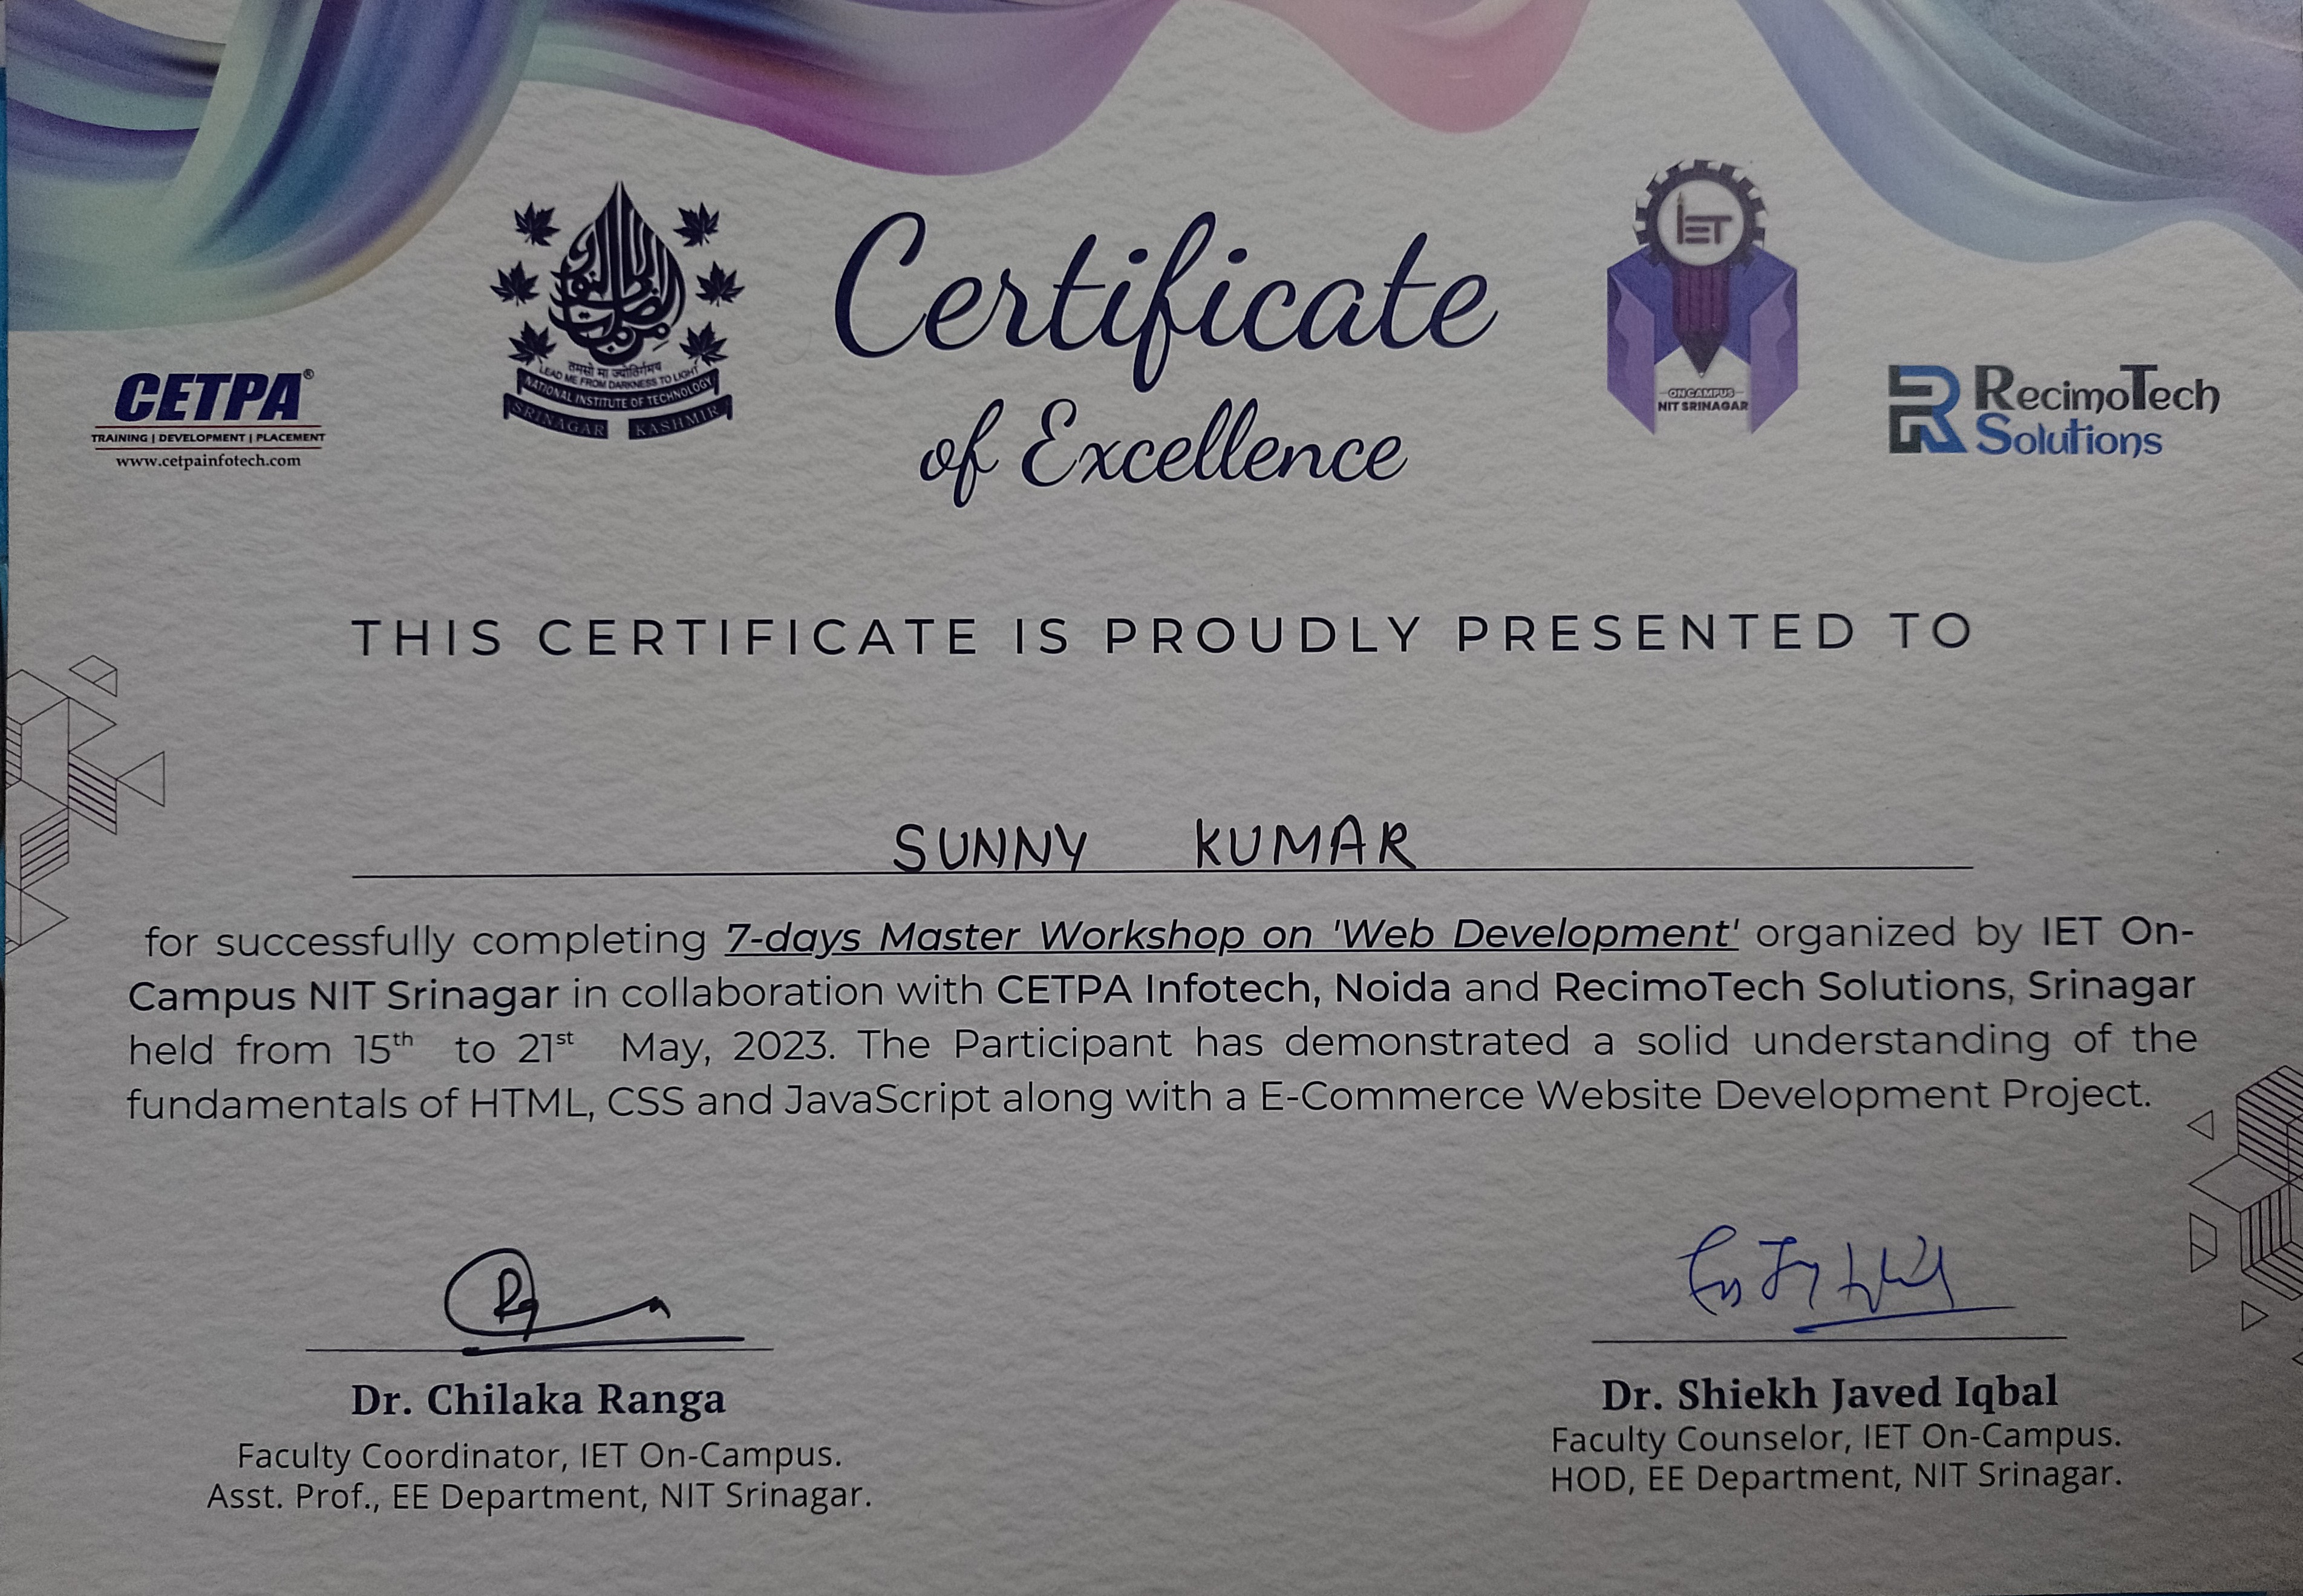 CETPA®
TRAINING | DEVELOPMENT | PLACEMENT
www.cetpainfotech.com
तमसो मा ज्योतिर्गमय
LEAD ME FROM DARKNESS TO LIGHT
NATIONAL INSTITUTE OF TECHNOLOGY
SRINAGAR KASHMIR
Certificate
of Excellence
IET
ON CAMPUS
NIT SRINAGAR
RecimoTech
Solutions
THIS CERTIFICATE IS PROUDLY PRESENTED TO
SUNNY KUMAR
for successfully completing 7-days Master Workshop on 'Web Development' organized by IET On-
Campus NIT Srinagar in collaboration with CETPA Infotech, Noida and RecimoTech Solutions, Srinagar
held from 15th to 21st May, 2023. The Participant has demonstrated a solid understanding of the
fundamentals of HTML, CSS and JavaScript along with a E-Commerce Website Development Project.
Dr. Chilaka Ranga
Faculty Coordinator, IET On-Campus.
Asst. Prof., EE Department, NIT Srinagar.
Dr. Shiekh Javed Iqbal
Faculty Counselor, IET On-Campus.
HOD, EE Department, NIT Srinagar.